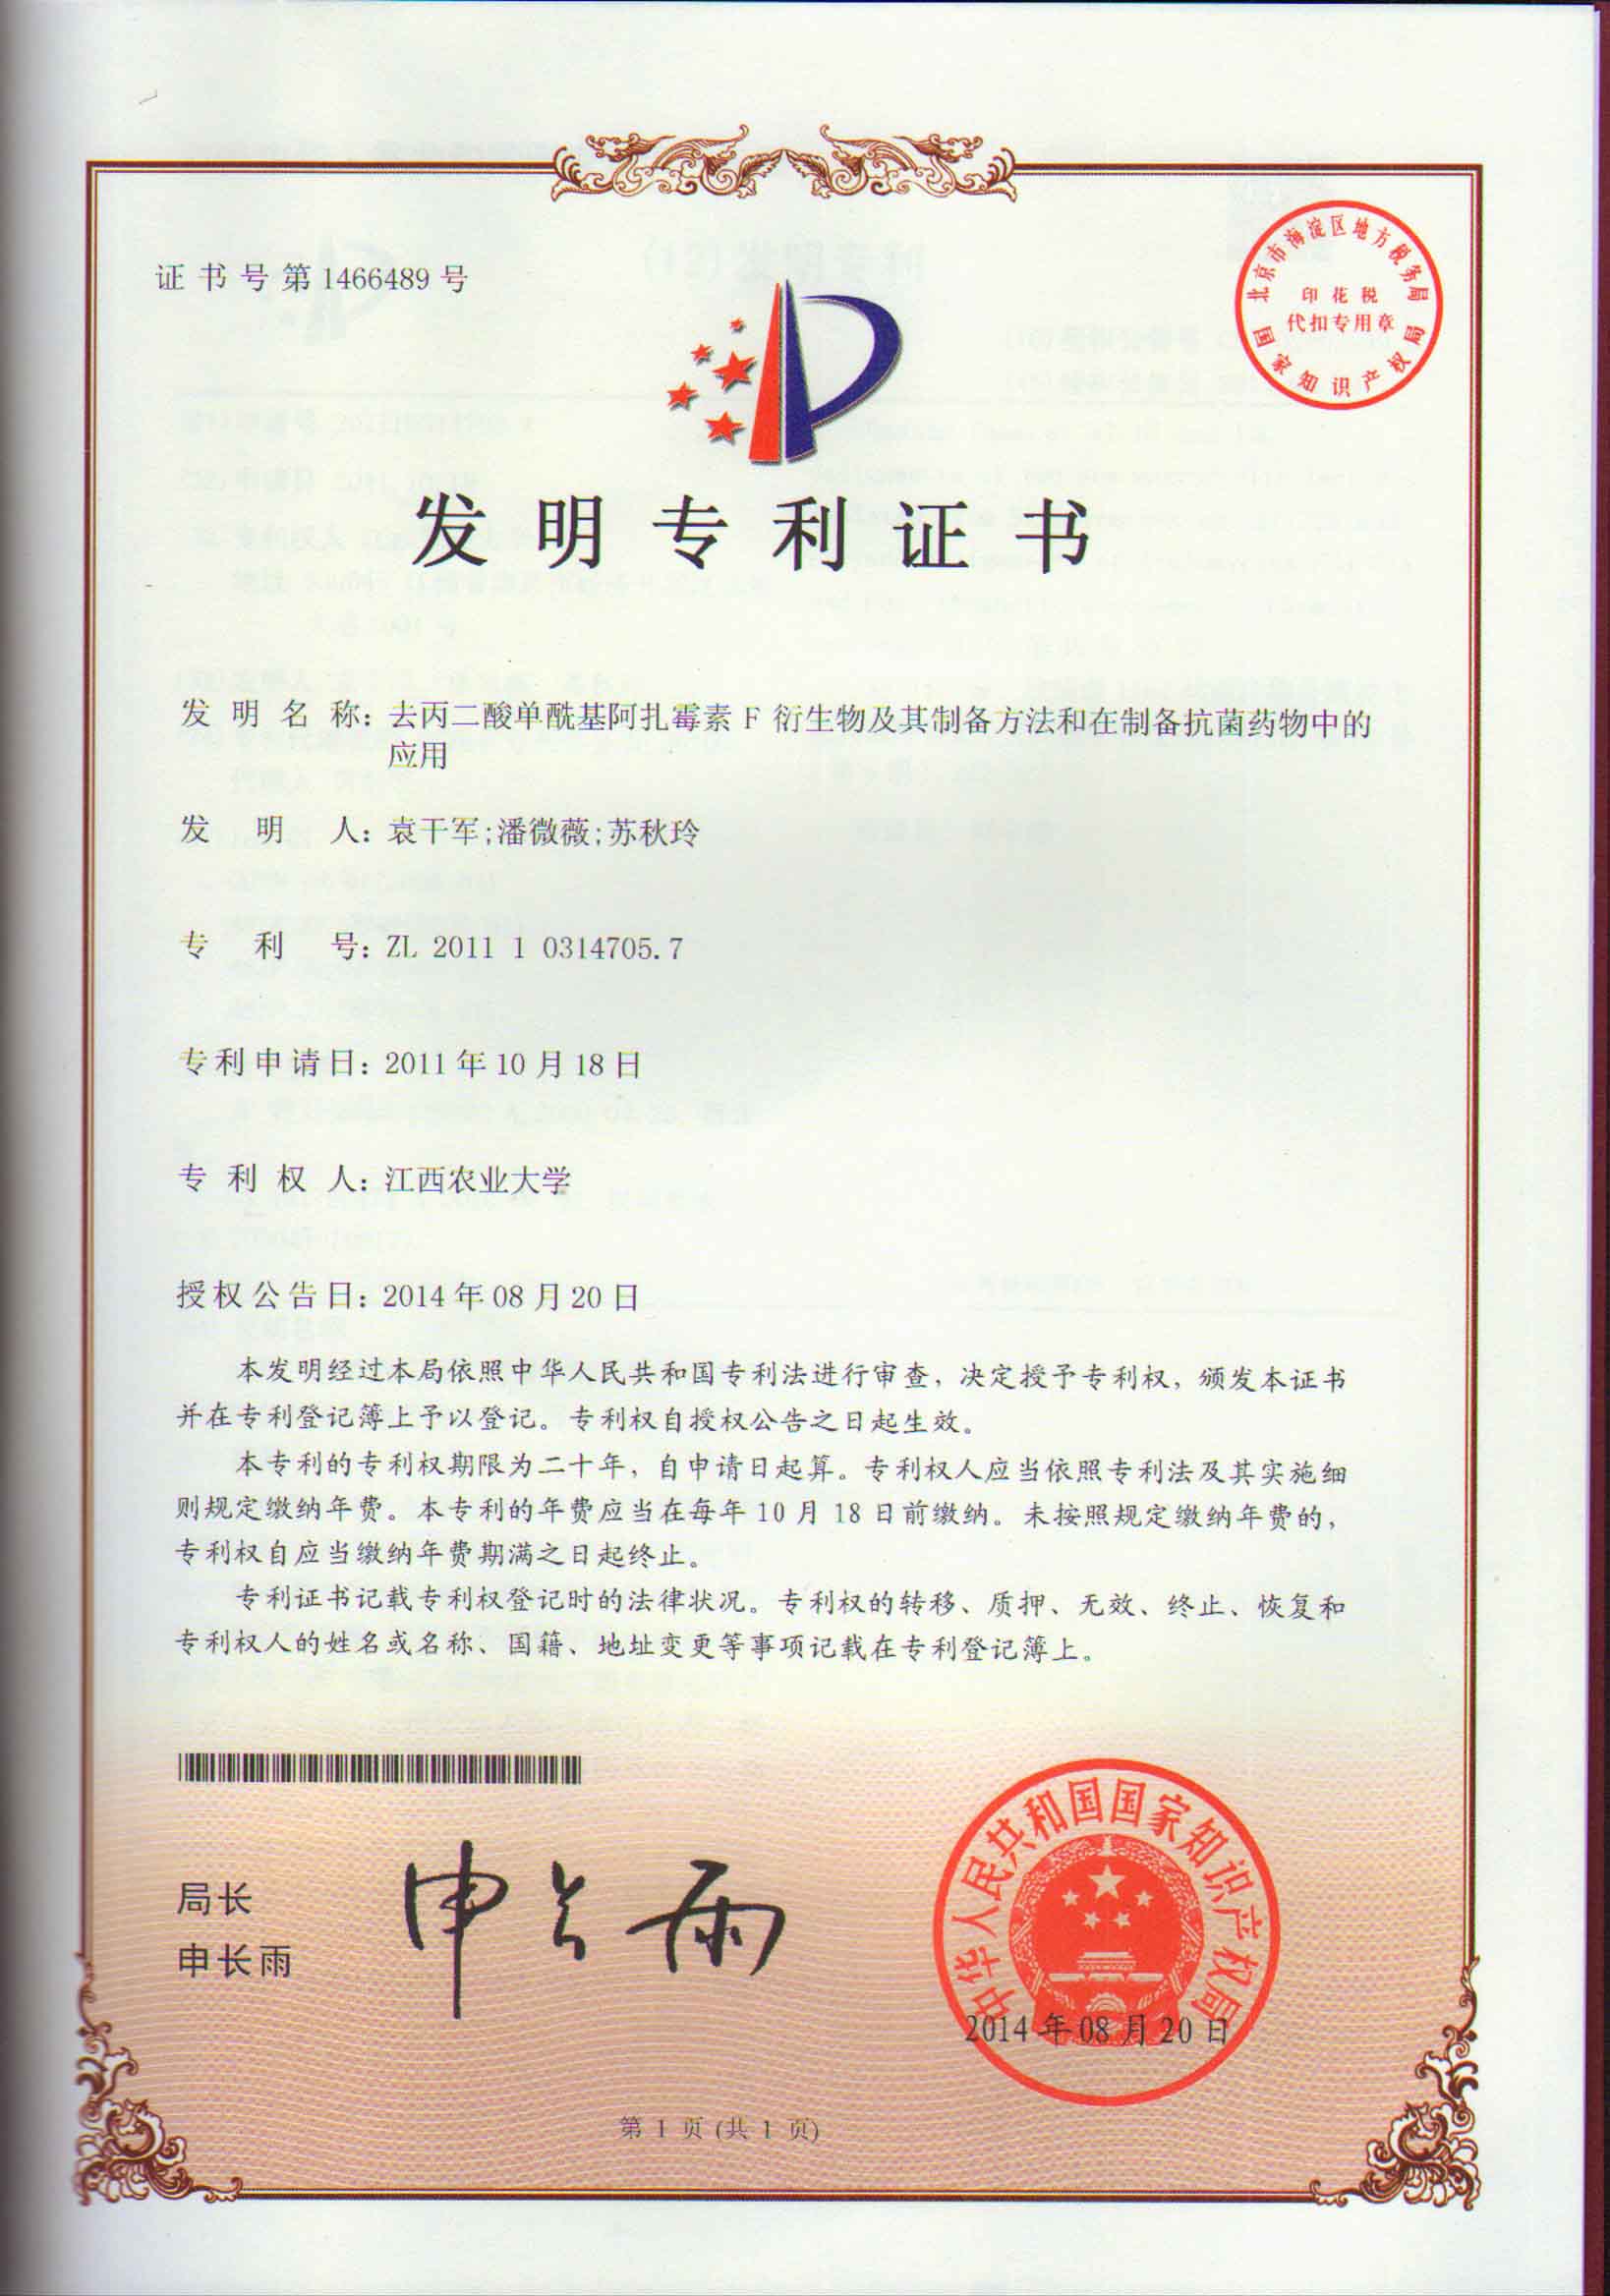 证书号第1466489号
北京市海淀区地方税务局
印花税
代扣专用章
国家知识产权局
发明专利证书
发明名称：去丙二酸单酰基阿扎霉素 F 衍生物及其制备方法和在制备抗菌药物中的
应用
发明人：袁干军;潘微薇;苏秋玲
专利号：ZL 2011 1 0314705.7
专利申请日：2011年10月18日
专利权人：江西农业大学
授权公告日：2014年08月20日
本发明经过本局依照中华人民共和国专利法进行审查，决定授予专利权，颁发本证书
并在专利登记簿上予以登记。专利权自授权公告之日起生效。
本专利的专利权期限为二十年，自申请日起算。专利权人应当依照专利法及其实施细
则规定缴纳年费。本专利的年费应当在每年10月18日前缴纳。未按照规定缴纳年费的，
专利权自应当缴纳年费期满之日起终止。
专利证书记载专利权登记时的法律状况。专利权的转移、质押、无效、终止、恢复和
专利权人的姓名或名称、国籍、地址变更等事项记载在专利登记簿上。
局长
申长雨
申长雨
中华人民共和国国家知识产权局
2014年08月20日
第 1 页 (共 1 页)